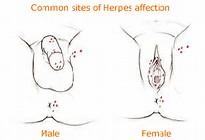 Common sites of Herpes affection
Male
Female